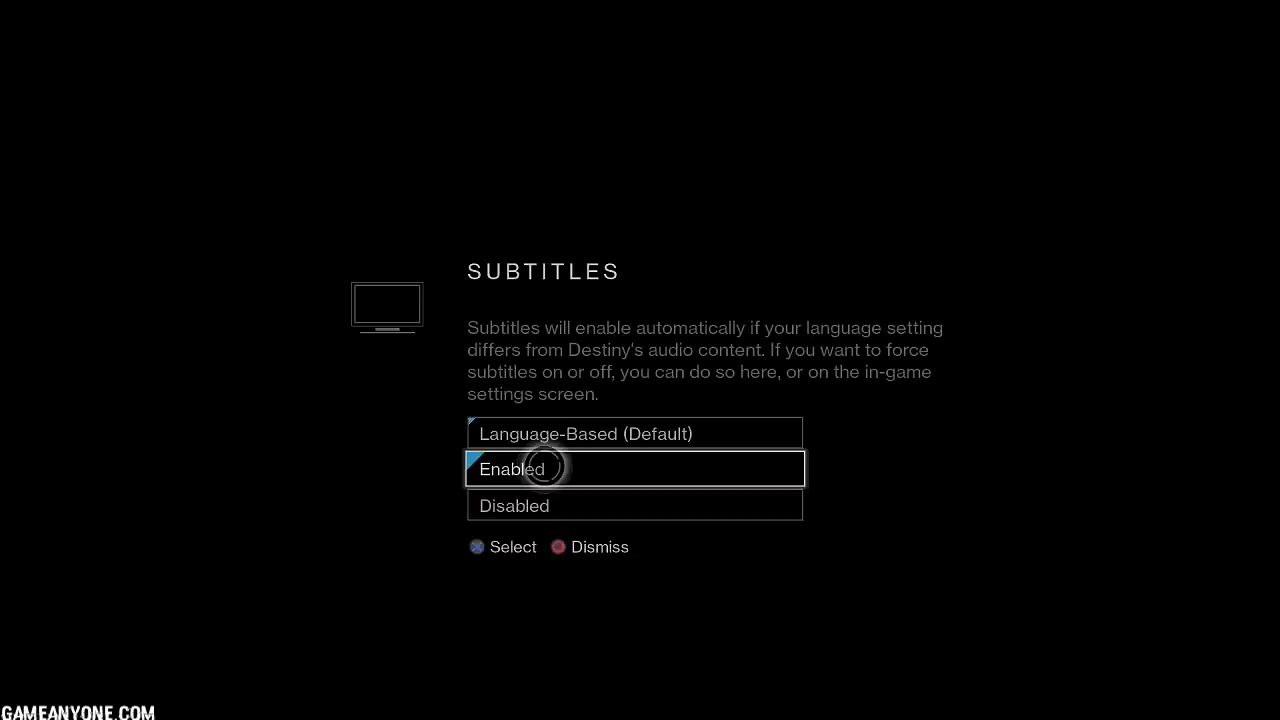 SUBTITLES
Subtitles will enable automatically if your language setting
differs from Destiny's audio content. If you want to force
subtitles on or off, you can do so here, or on the in-game
settings screen.
Language-Based (Default)
Enabled
Disabled
Select Dismiss
GAMEANYONE.COM